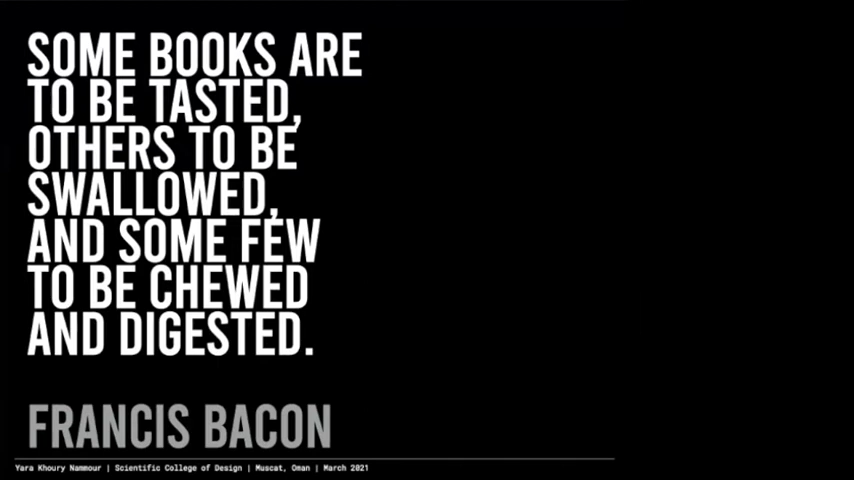 SOME BOOKS ARE
TO BE TASTED,
OTHERS TO BE
SWALLOWED,
AND SOME FEW
TO BE CHEWED
AND DIGESTED.
FRANCIS BACON
Yara Khoury Nammour | Scientific College of Design | Muscat, Oman | March 2021